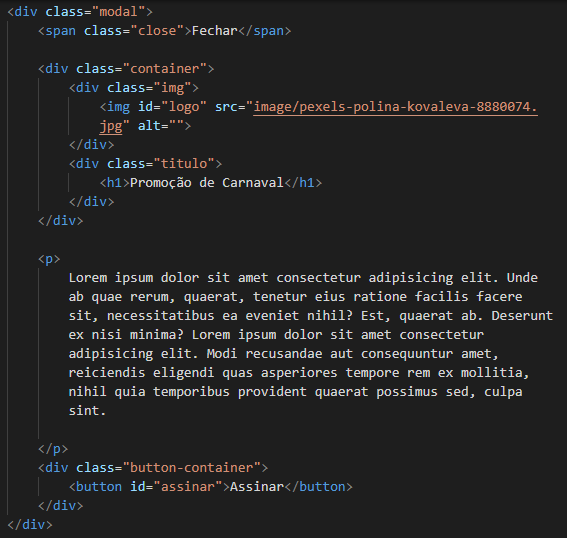 <div class="modal">
<span class="close">Fechar</span>
<div class="container">
<div class="img">
<img id="logo" src="image/pexels-polina-kovaleva-8880074.
jpg" alt="">
</div>
<div class="titulo">
<h1>Promoção de Carnaval</h1>
</div>
</div>
<p>
Lorem ipsum dolor sit amet consectetur adipisicing elit. Unde
ab quae rerum, quaerat, tenetur eius ratione facilis facere
sit, necessitatibus ea eveniet nihil? Est, quaerat ab. Deserunt
ex nisi minima? Lorem ipsum dolor sit amet consectetur
adipisicing elit. Modi recusandae aut consequuntur amet,
reiciendis eligendi quas asperiores tempore rem ex mollitia,
nihil quia temporibus provident quaerat possimus sed, culpa
sint.
</p>
<div class="button-container">
<button id="assinar">Assinar</button>
</div>
</div>